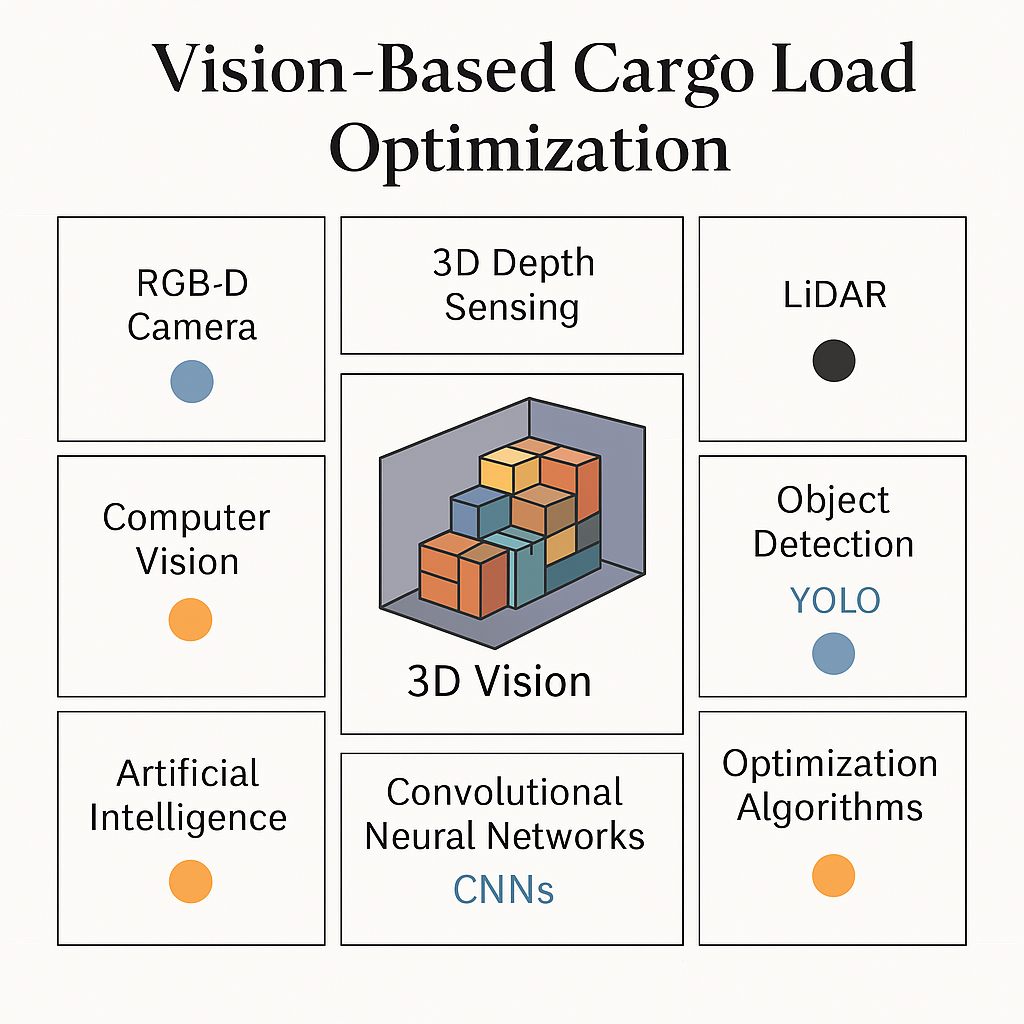 Vision-Based Cargo Load
Optimization
RGB-D
Camera
3D Depth
Sensing
LiDAR
Computer
Vision
3D Vision
Object
Detection
YOLO
Artificial
Intelligence
Convolutional
Neural Networks
CNNs
Optimization
Algorithms